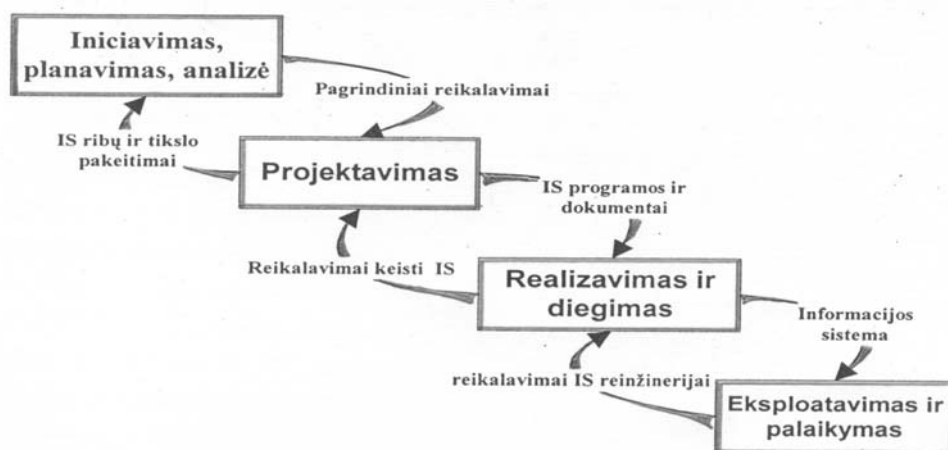 Iniciavimas,
planavimas, analizė
Pagrindiniai reikalavimai
IS ribų ir tikslo
pakeitimai
Projektavimas
IS programos ir
dokumentai
Reikalavimai keisti IS
Realizavimas ir
diegimas
Informacijos
sistema
reikalavimai IS reinžinerijai
Eksploatavimas ir
palaikymas